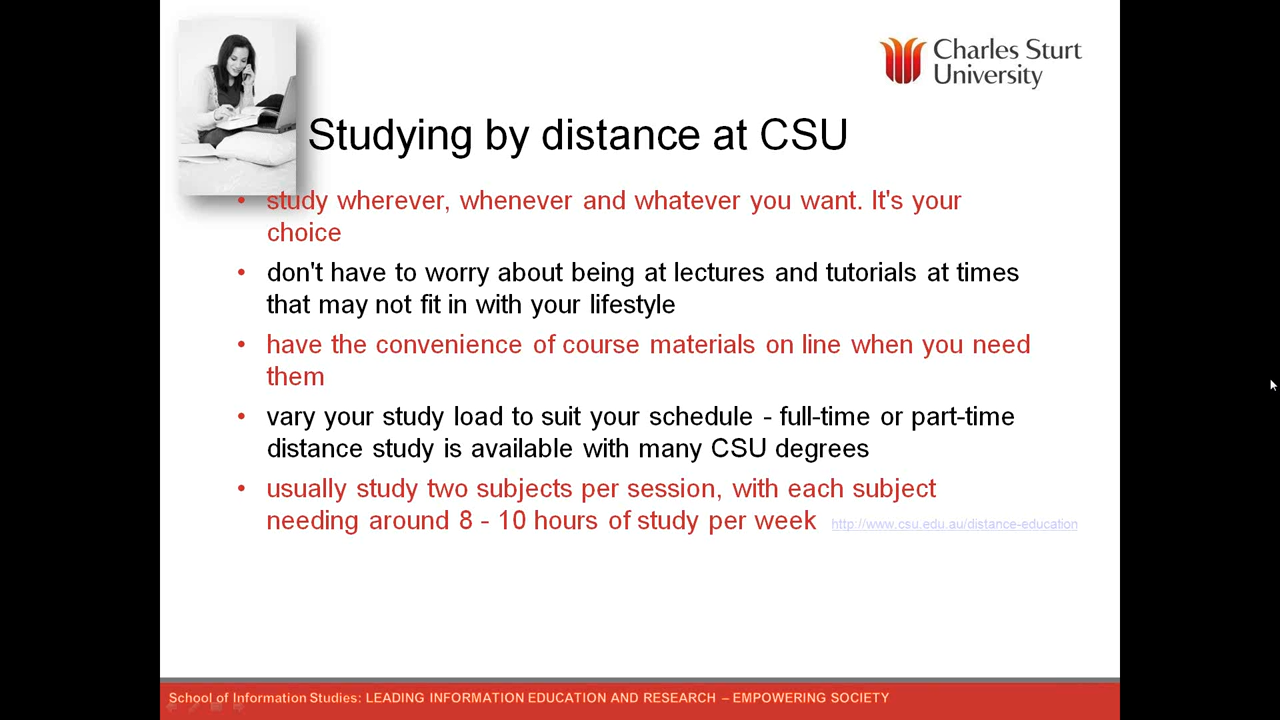 Charles Sturt
University
Studying by distance at CSU
• study wherever, whenever and whatever you want. It's your
choice
• don't have to worry about being at lectures and tutorials at times
that may not fit in with your lifestyle
• have the convenience of course materials on line when you need
them
• vary your study load to suit your schedule - full-time or part-time
distance study is available with many CSU degrees
• usually study two subjects per session, with each subject
needing around 8 - 10 hours of study per week http://www.csu.edu.au/distance-education
School of Information Studies: LEADING INFORMATION EDUCATION AND RESEARCH – EMPOWERING SOCIETY